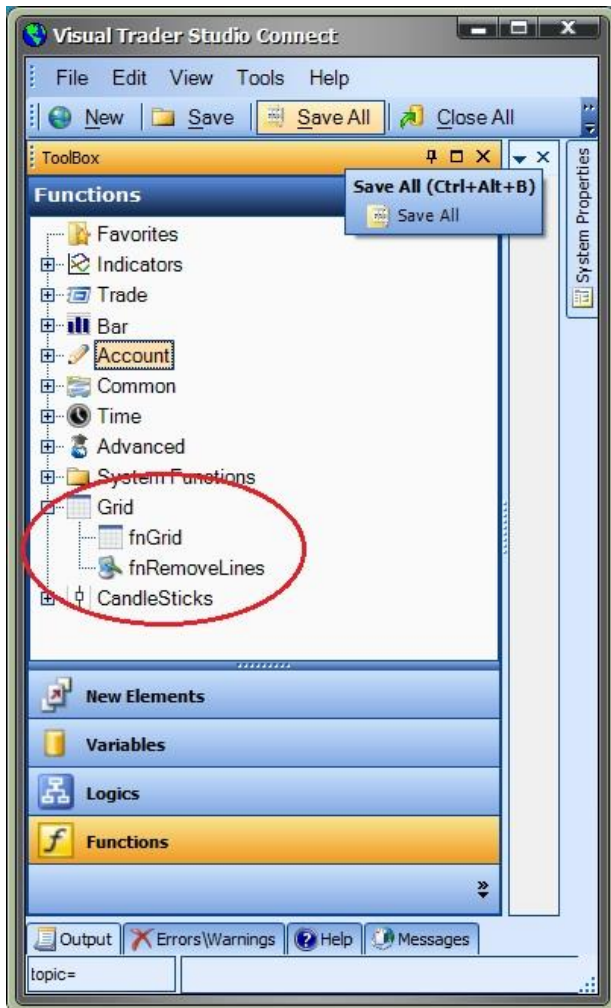 Visual Trader Studio Connect
File Edit View Tools Help
New Save Save All Close All
ToolBox
Functions
Save All (Ctrl+Alt+B)
Save All
System Properties
Favorites
Indicators
Trade
Bar
Account
Common
Time
Advanced
System Functions
Grid
fnGrid
fnRemoveLines
CandleSticks
New Elements
Variables
Logics
Functions
Output Errors\Warnings Help Messages
topic=